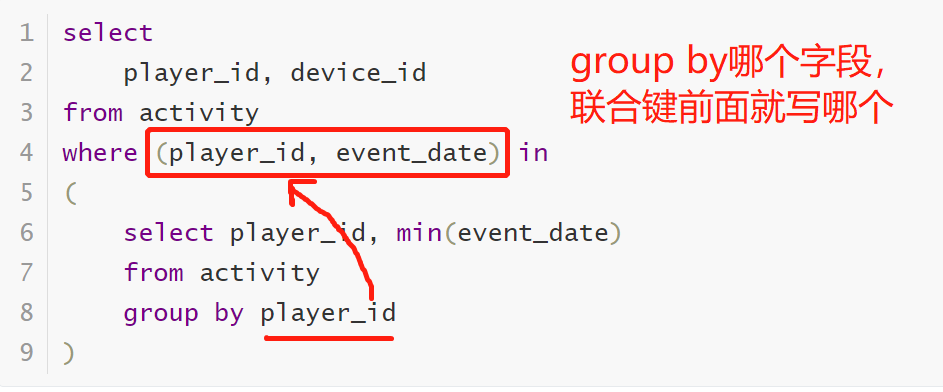 1 select
2 player_id, device_id
3 from activity
4 where (player_id, event_date) in
5 (
6 select player_id, min(event_date)
7 from activity
8 group by player_id
9 )
group by哪个字段，
联合键前面就写哪个